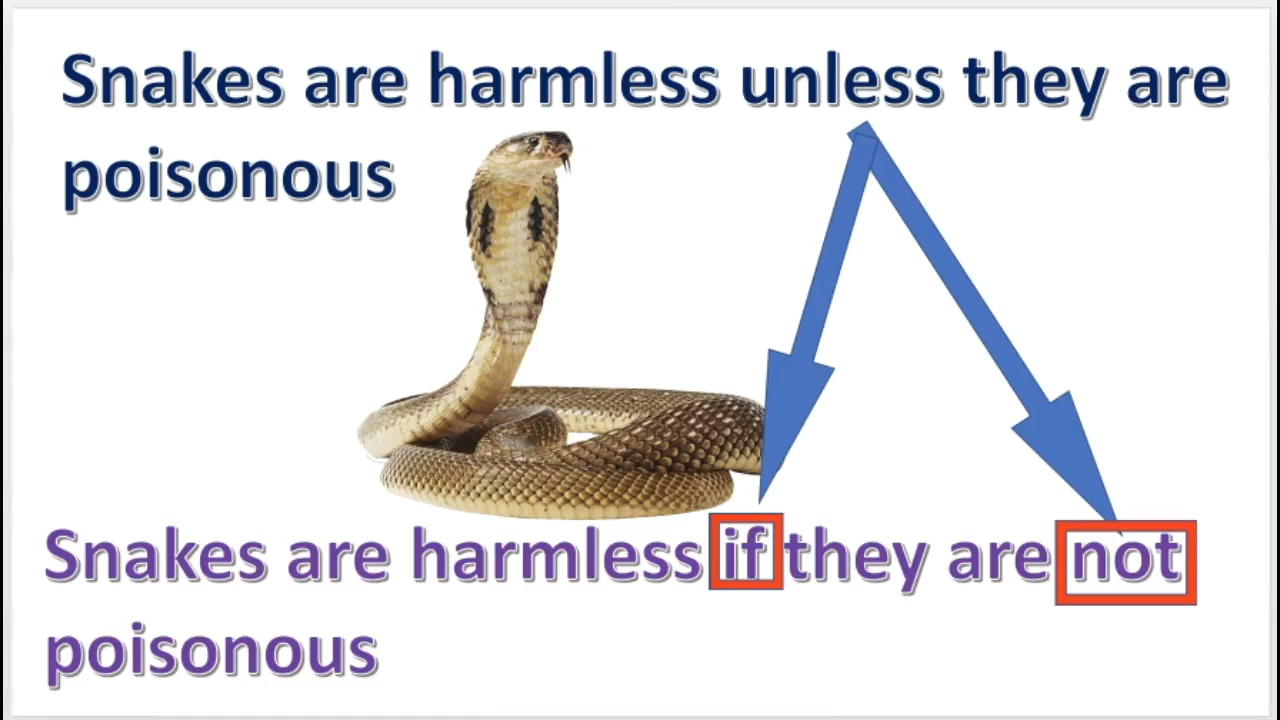 Snakes are harmless unless they are
poisonous
Snakes are harmless if they are not
poisonous